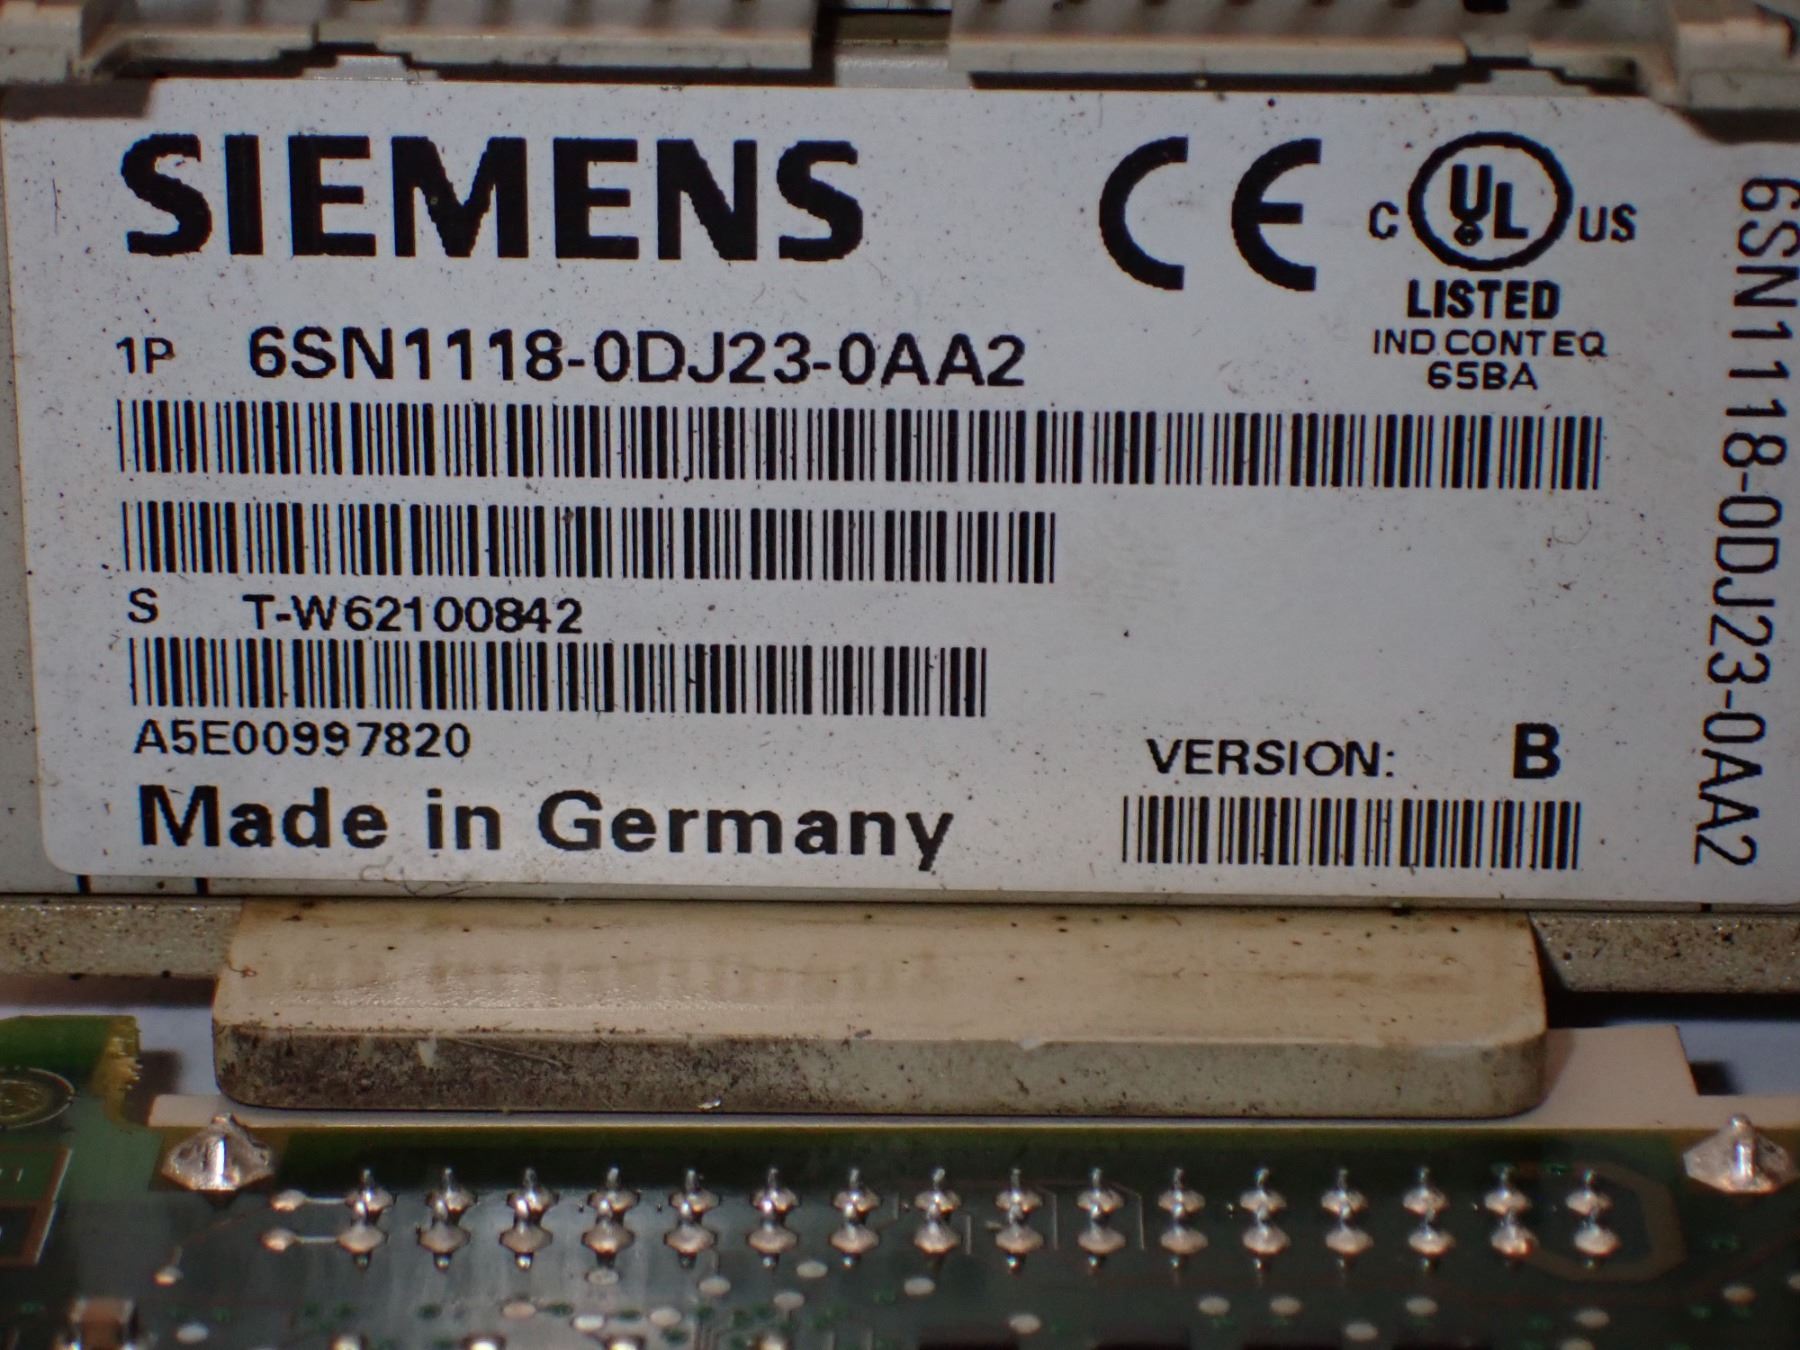 SIEMENS
CE
C UL US
LISTED
IND CONT EQ
65BA
1P 6SN1118-0DJ23-0AA2
S T-W62100842
A5E00997820
Made in Germany
VERSION: B
6SN1118-0DJ23-0AA2